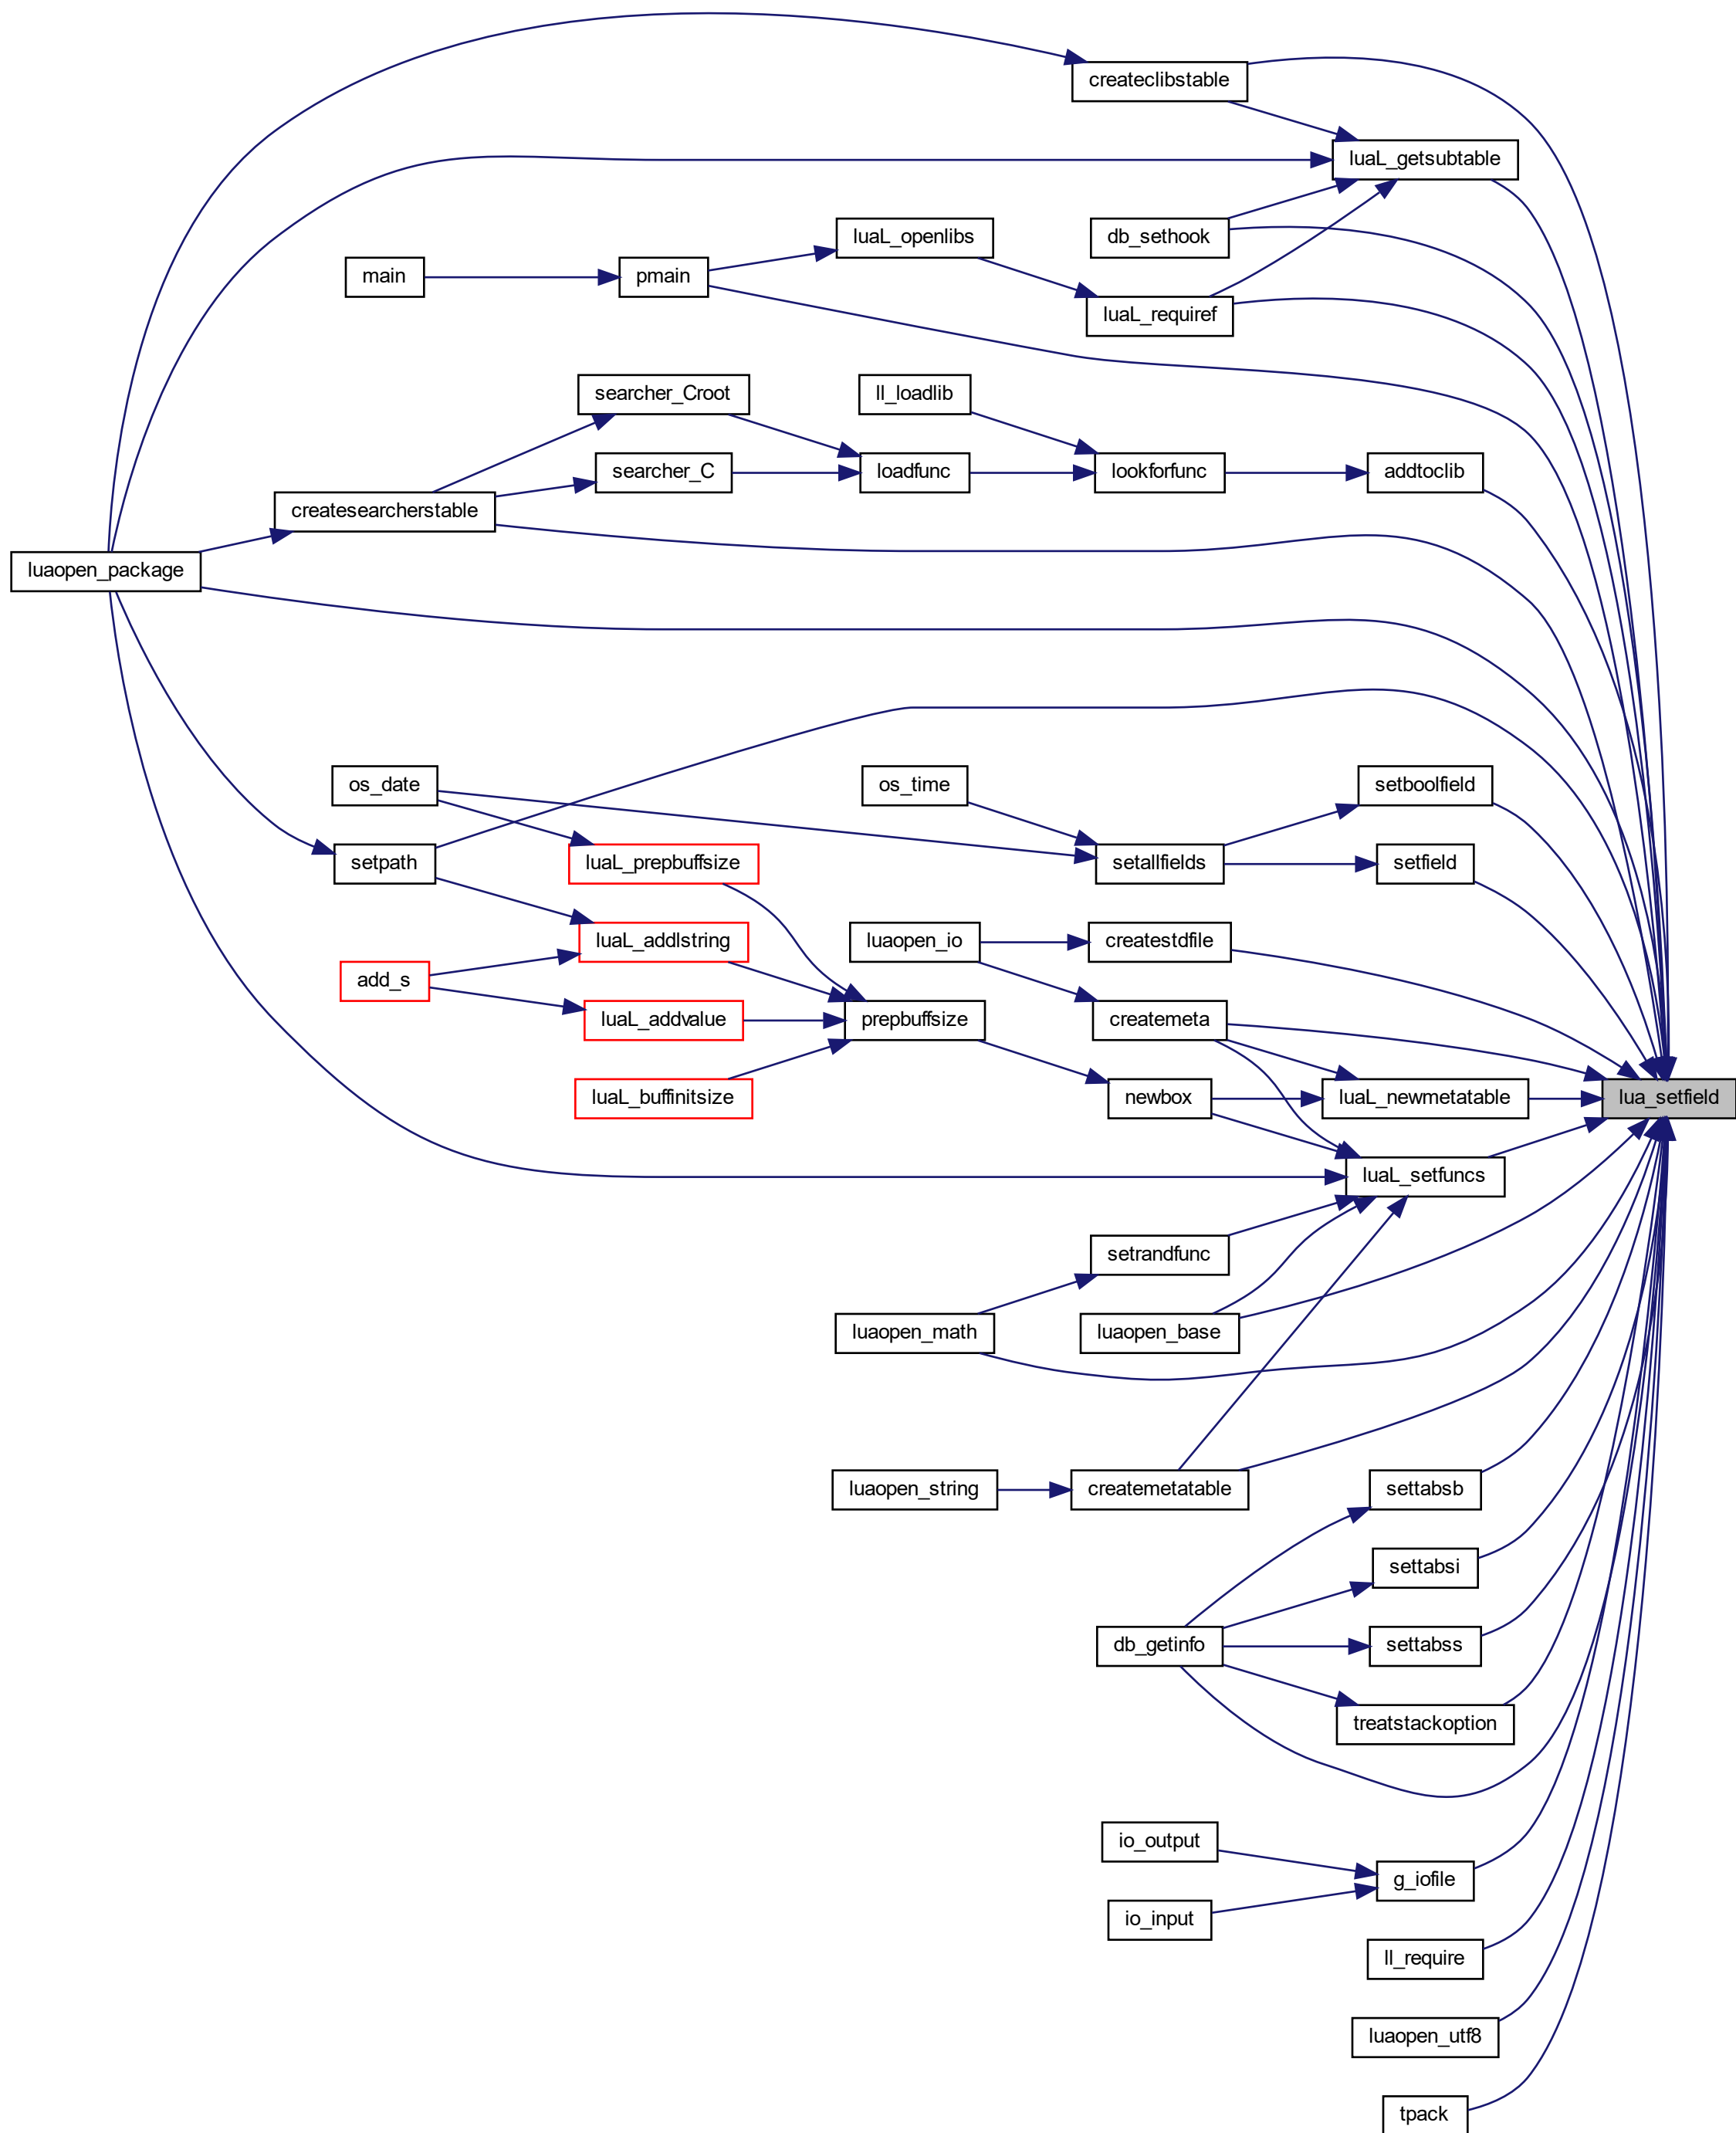 createclibstable
luaL_getsubtable
db_sethook
luaL_openlibs
main
pmain
luaL_requiref
searcher_Croot
ll_loadlib
searcher_C
loadfunc
lookforfunc
addtoclib
createsearcherstable
luaopen_package
os_date
os_time
setboolfield
setpath
luaL_prepbuffsize
setallfields
setfield
luaL_addlstring
luaopen_io
createstdfile
add_s
luaL_addvalue
prepbuffsize
createmeta
luaL_buffinitsize
newbox
luaL_newmetatable
lua_setfield
luaL_setfuncs
setrandfunc
luaopen_math
luaopen_base
luaopen_string
createmetatable
settabsb
settabsi
db_getinfo
settabss
treatstackoption
io_output
g_iofile
io_input
ll_require
luaopen_utf8
tpack